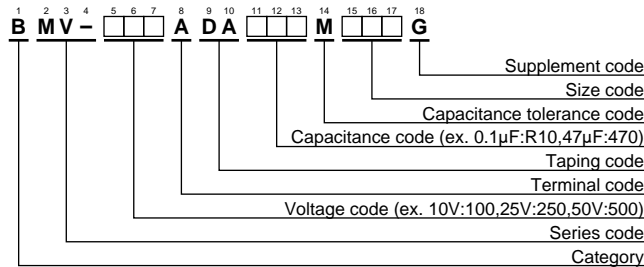 1 2 3 4 5 6 7 8 9 10 11 12 13 14 15 16 17 18
B MV− A DA M G
Supplement code
Size code
Capacitance tolerance code
Capacitance code (ex. 0.1µF:R10,47µF:470)
Taping code
Terminal code
Voltage code (ex. 10V:100,25V:250,50V:500)
Series code
Category